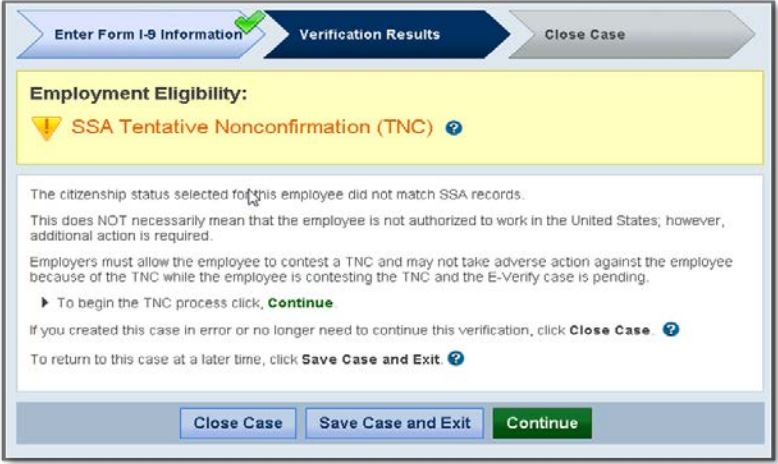 Enter Form I-9 Information
Verification Results
Close Case
Employment Eligibility:
SSA Tentative Nonconfirmation (TNC) ?
The citizenship status selected for this employee did not match SSA records.
This does NOT necessarily mean that the employee is not authorized to work in the United States; however,
additional action is required.
Employers must allow the employee to contest a TNC and may not take adverse action against the employee
because of the TNC while the employee is contesting the TNC and the E-Verify case is pending.
To begin the TNC process click, Continue.
If you created this case in error or no longer need to continue this verification, click Close Case. ?
To return to this case at a later time, click Save Case and Exit. ?
Close Case
Save Case and Exit
Continue